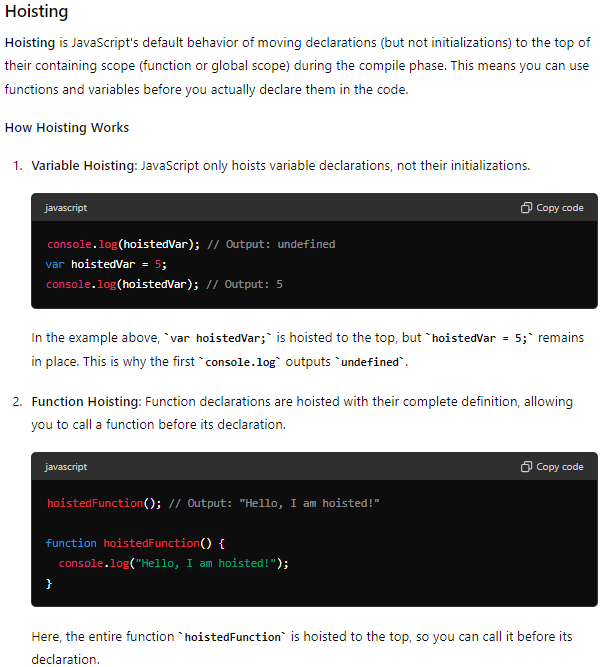 Hoisting
Hoisting is JavaScript's default behavior of moving declarations (but not initializations) to the top of
their containing scope (function or global scope) during the compile phase. This means you can use
functions and variables before you actually declare them in the code.
How Hoisting Works
1. Variable Hoisting: JavaScript only hoists variable declarations, not their initializations.
javascript Copy code
console.log(hoistedVar); // Output: undefined
var hoistedVar = 5;
console.log(hoistedVar); // Output: 5
In the example above, `var hoistedVar;` is hoisted to the top, but `hoistedVar = 5;` remains
in place. This is why the first `console.log` outputs `undefined`.
2. Function Hoisting: Function declarations are hoisted with their complete definition, allowing
you to call a function before its declaration.
javascript Copy code
hoistedFunction(); // Output: "Hello, I am hoisted!"
function hoistedFunction() {
  console.log("Hello, I am hoisted!");
}
Here, the entire function `hoistedFunction` is hoisted to the top, so you can call it before its
declaration.